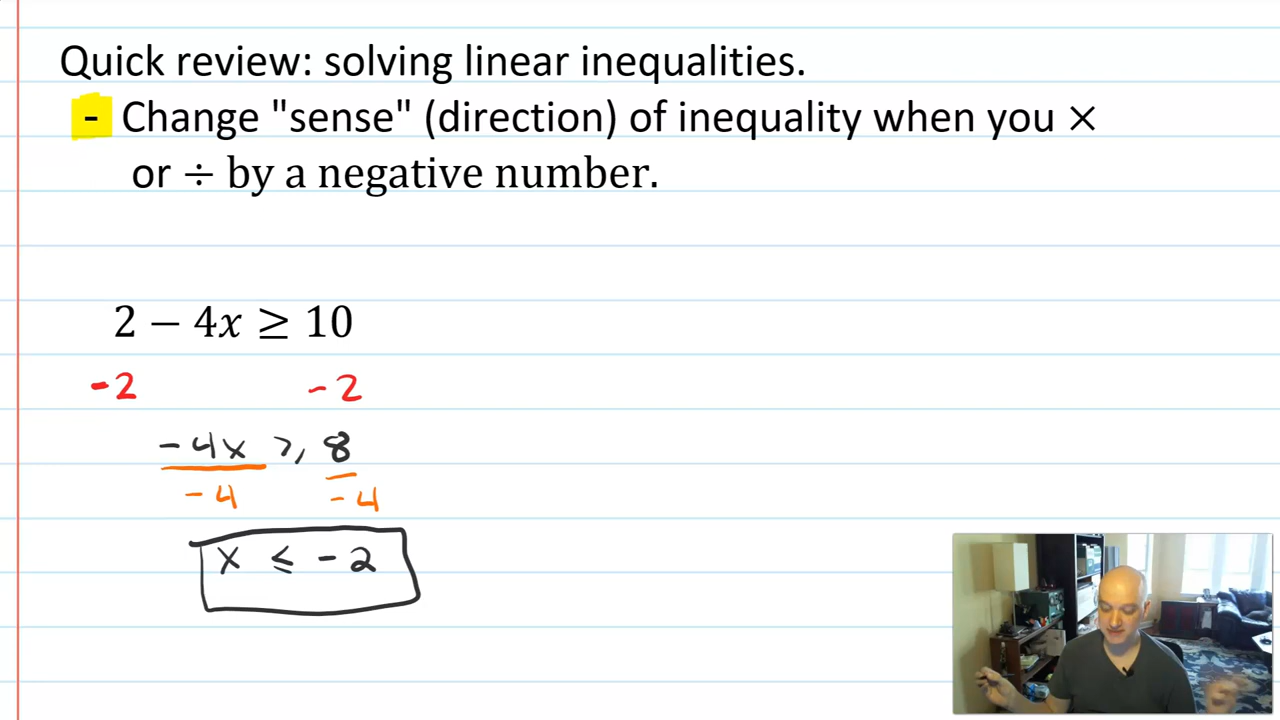 Quick review: solving linear inequalities.
- Change "sense" (direction) of inequality when you ×
or ÷ by a negative number.
2 − 4x ≥ 10
-2 -2
-4x ≥ 8
-4 -4
x ≤ -2